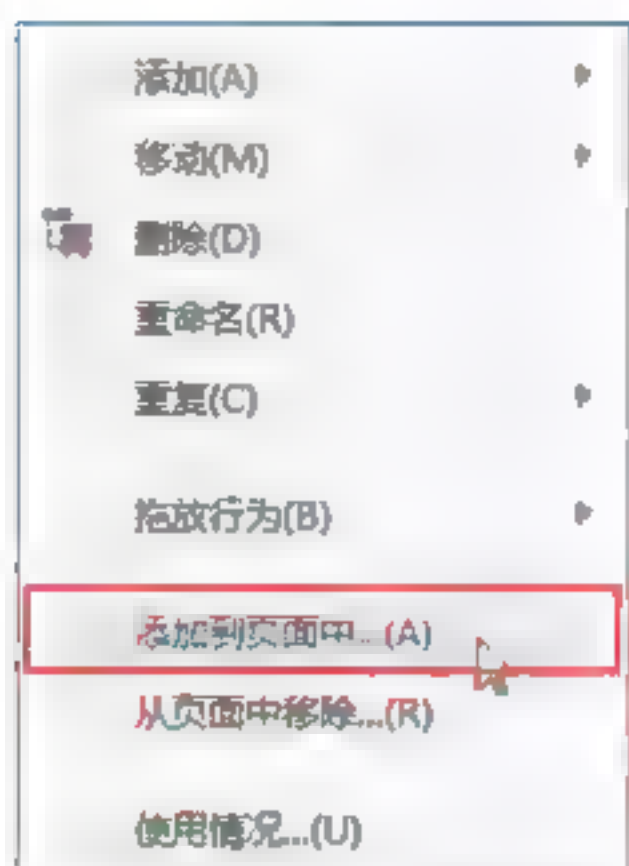 添加(A)
移动(M)
删除(D)
重命名(R)
重复(C)
拖放行为(B)
添加到页面中...(A)
从页面中移除...(R)
使用情况...(U)